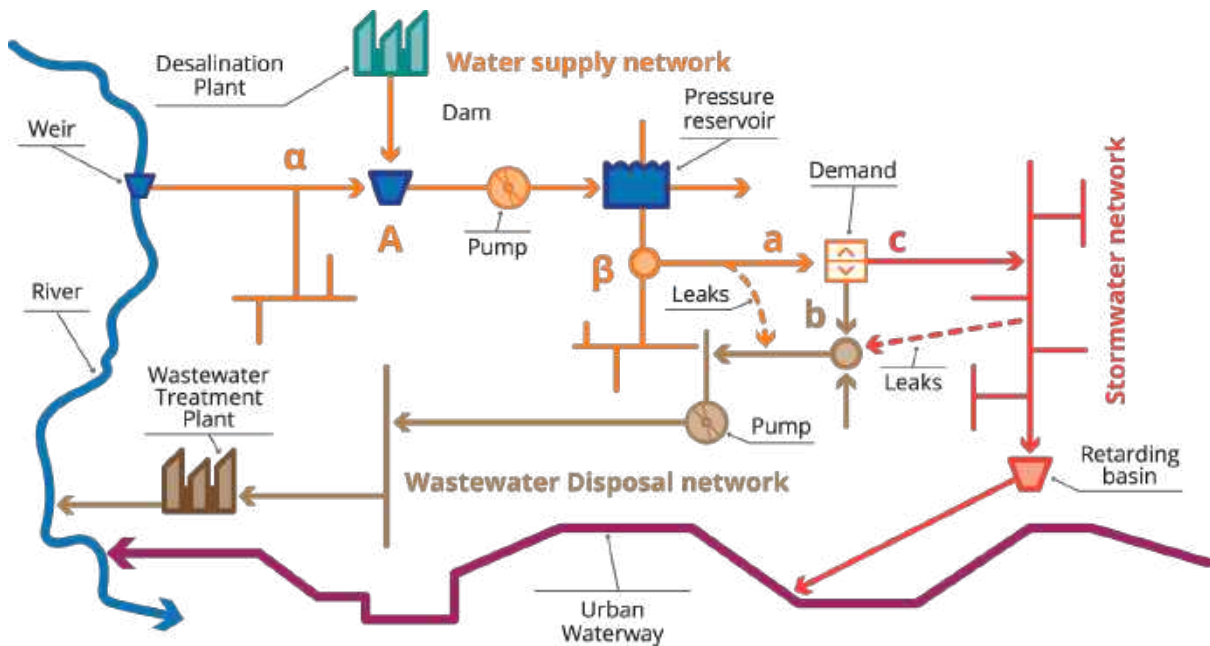 Desalination
Plant
Water supply network
Dam
Pressure
reservoir
Weir
α
Demand
A
Pump
a
c
β
Stormwater network
River
Leaks
b
Leaks
Wastewater
Treatment
Plant
Pump
Wastewater Disposal network
Retarding
basin
Urban
Waterway